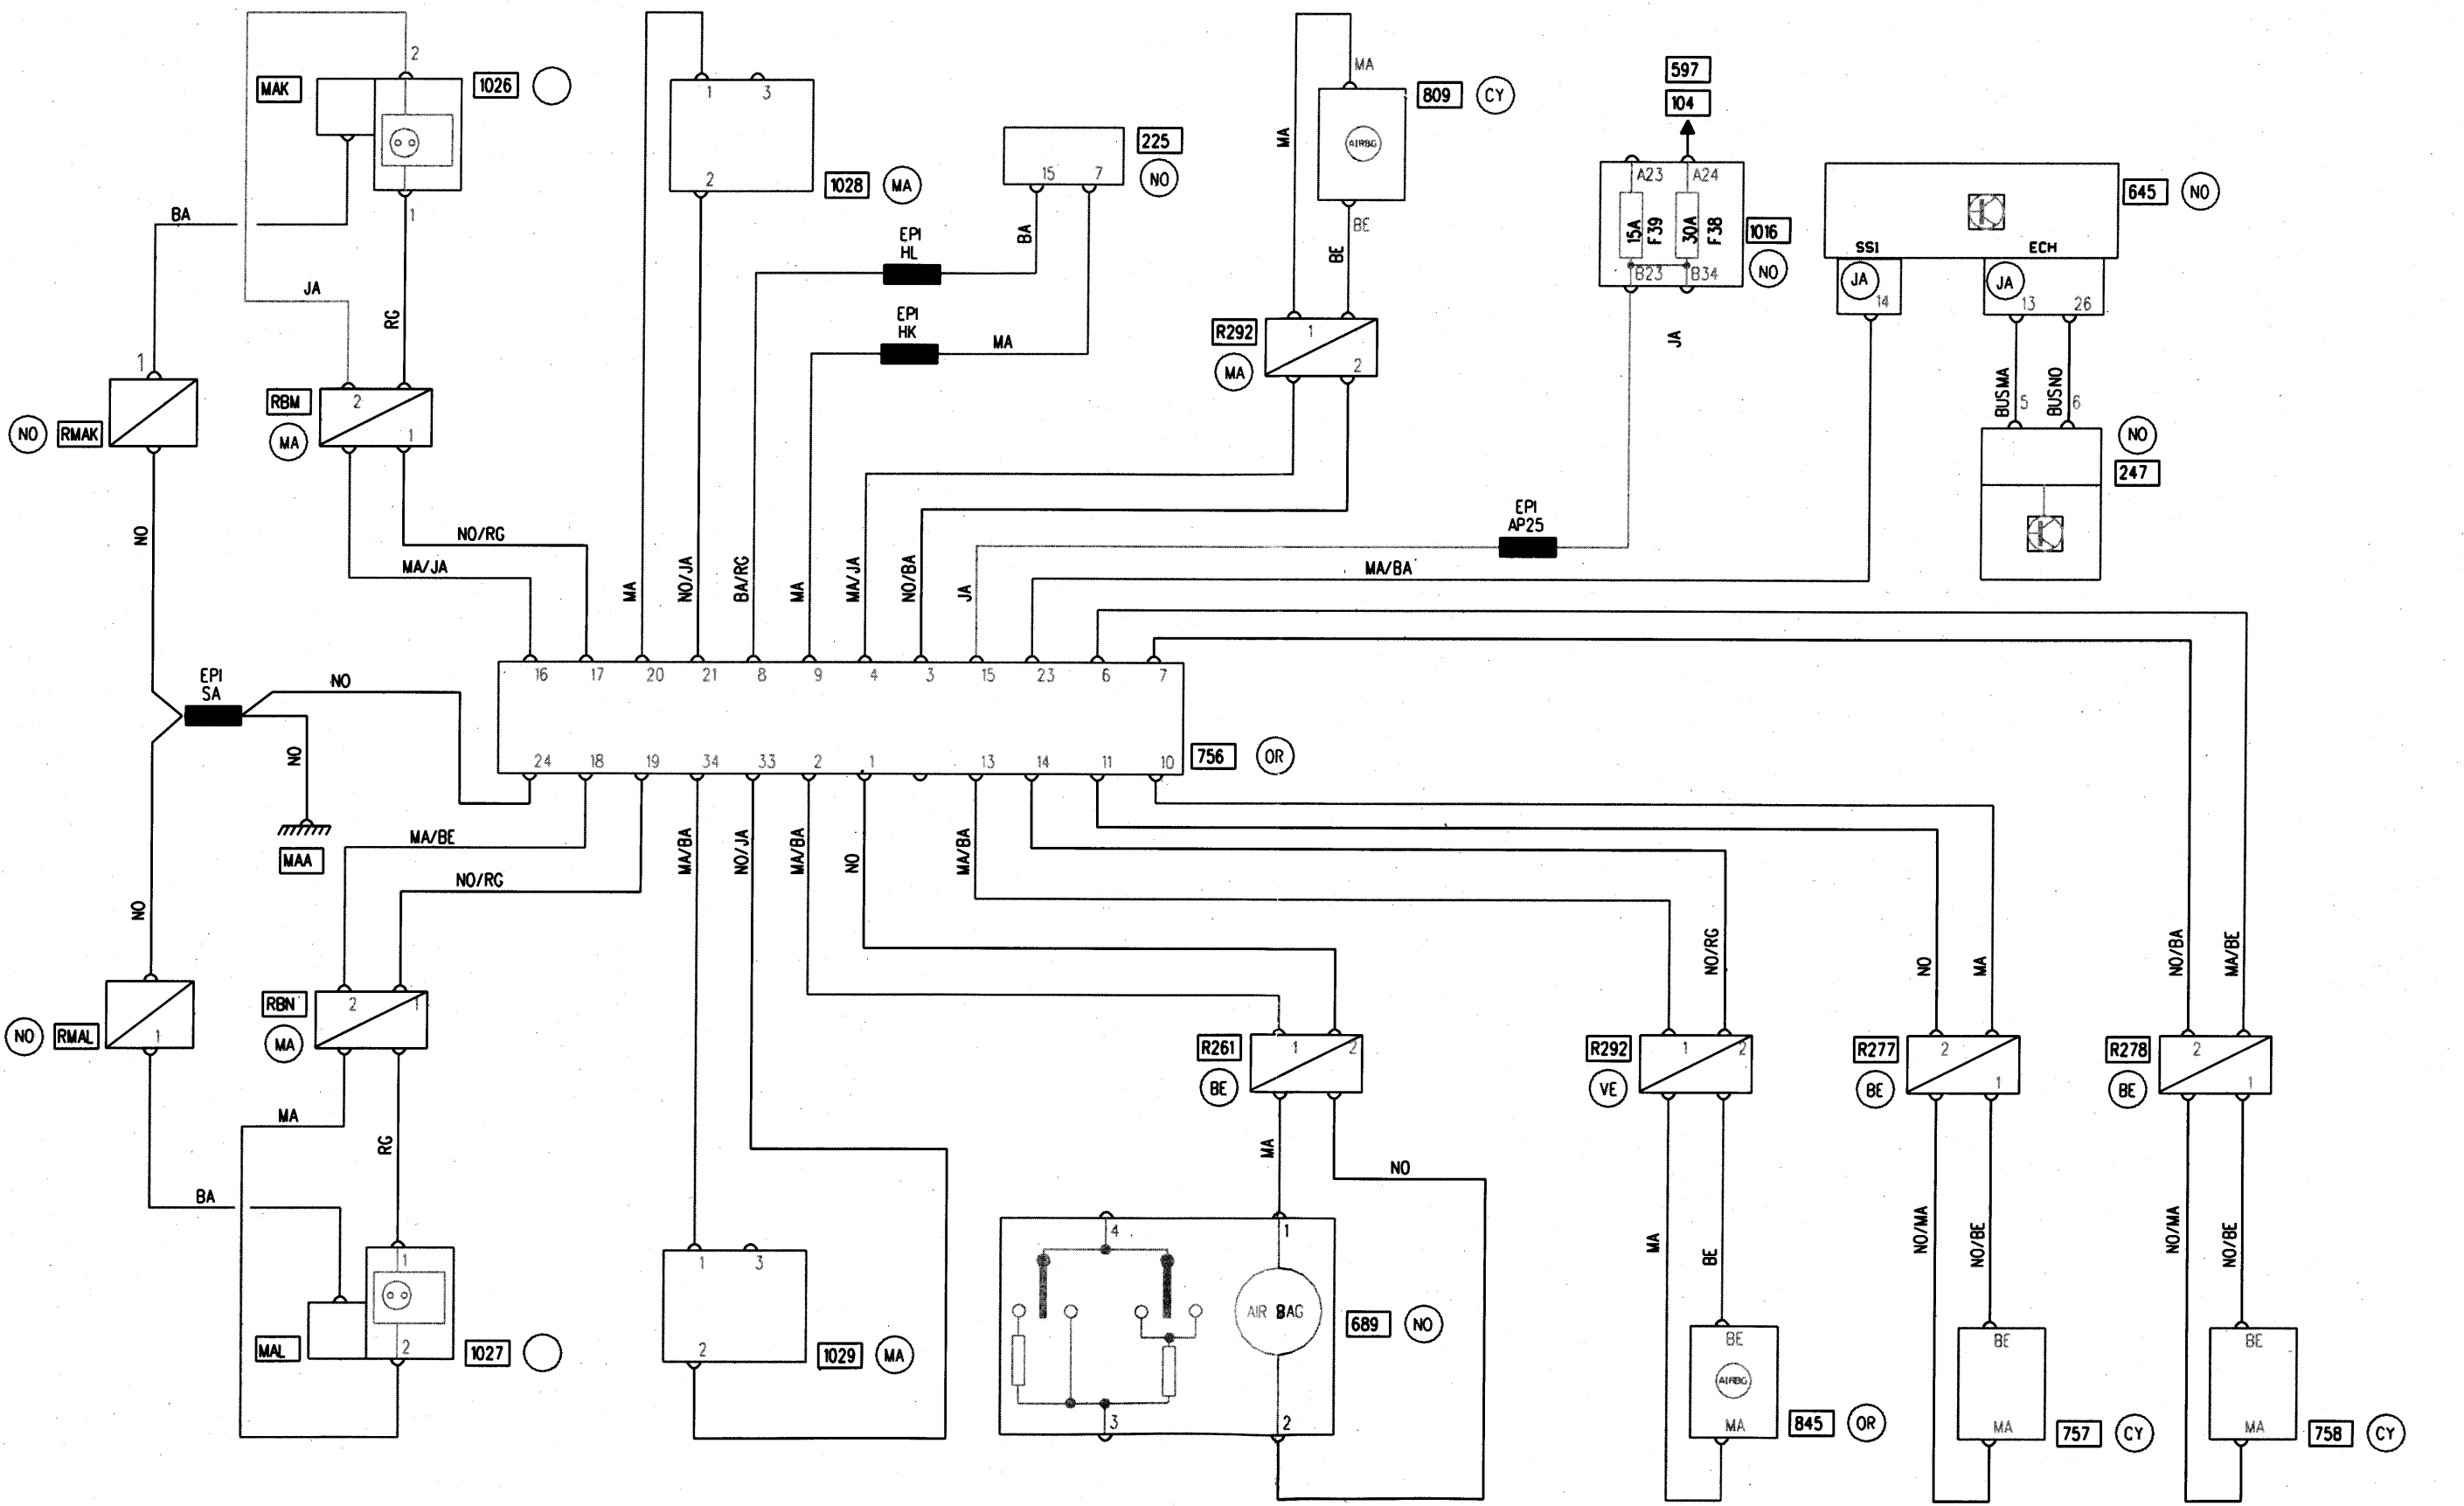 2
MAK
1026
1
BA
JA
RG
1
NO
RMAK
RBM
2
1
MA
NO
NO/RG
MA/JA
1
3
2
1028
MA
225
15
7
NO
EPI
HL
BA
EPI
HK
MA
MA
809
CY
AIRBG
MA
BE
BE
R292
1
2
MA
597
104
A23
A24
15A
F39
30A
F38
B23
B34
1016
NO
JA
645
NO
SSI
ECH
JA
14
JA
13
26
BUSMA
5
BUSNO
6
NO
247
EPI
AP25
MA/BA
MA
NO/JA
BA/RG
MA
MA/JA
NO/BA
JA
16
17
20
21
8
9
4
3
15
23
6
7
24
18
19
34
33
2
1
13
14
11
10
756
OR
EPI
SA
NO
NO
MAA
MA/BE
NO/RG
NO
MA/BA
NO/JA
MA/BA
NO
MA/BA
NO/RG
NO
MA
NO/BA
MA/BE
NO
RMAL
1
RBN
2
1
MA
MA
RG
BA
1
2
MAL
1027
R261
1
2
BE
MA
NO
R292
1
2
VE
R277
2
1
BE
R278
2
1
BE
MA
BE
NO/MA
NO/BE
NO/MA
NO/BE
1
3
2
1029
MA
4
1
AIR BAG
3
2
689
NO
BE
AIRBG
MA
845
OR
BE
MA
757
CY
BE
MA
758
CY